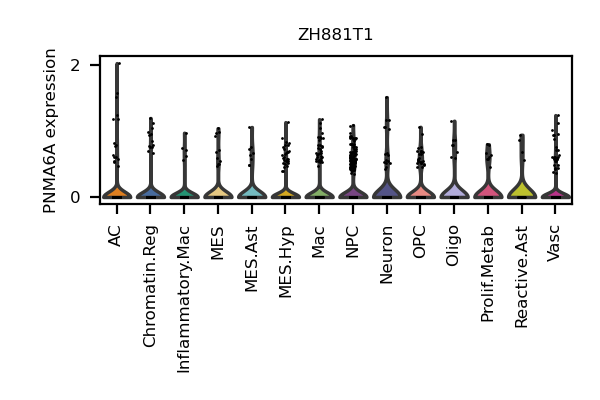 ZH881T1
PNMA6A expression
2
0
AC
Chromatin.Reg
Inflammatory.Mac
MES
MES.Ast
MES.Hyp
Mac
NPC
Neuron
OPC
Oligo
Prolif.Metab
Reactive.Ast
Vasc